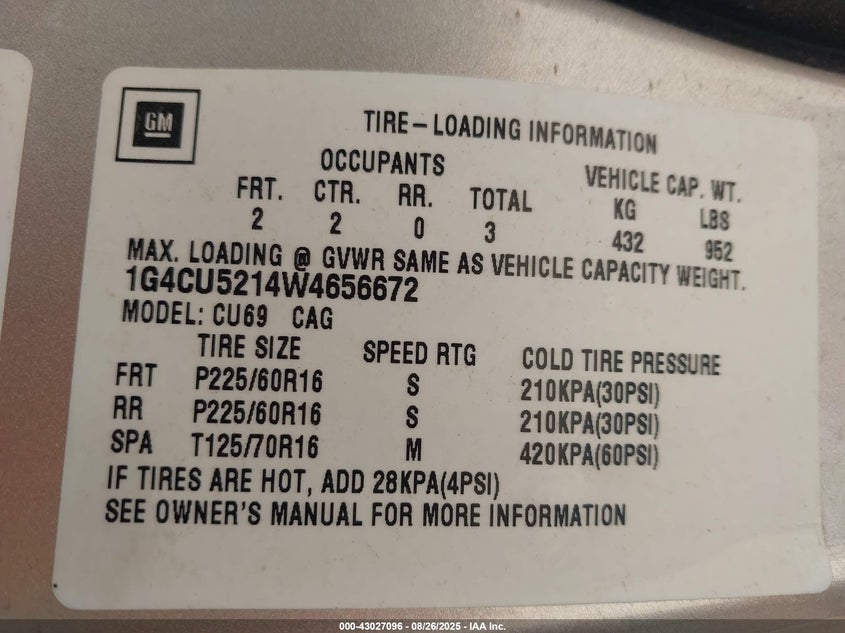 GM
TIRE-LOADING INFORMATION
OCCUPANTS VEHICLE CAP. WT.
FRT. CTR. RR. TOTAL KG LBS
2 2 0 3 432 952
MAX. LOADING @ GVWR SAME AS VEHICLE CAPACITY WEIGHT.
1G4CU5214W4656672
MODEL: CU69 CAG
TIRE SIZE SPEED RTG COLD TIRE PRESSURE
FRT P225/60R16 S 210KPA(30PSI)
RR P225/60R16 S 210KPA(30PSI)
SPA T125/70R16 M 420KPA(60PSI)
IF TIRES ARE HOT, ADD 28KPA(4PSI)
SEE OWNER'S MANUAL FOR MORE INFORMATION
000-43027096 - 08/26/2025 - IAA Inc.